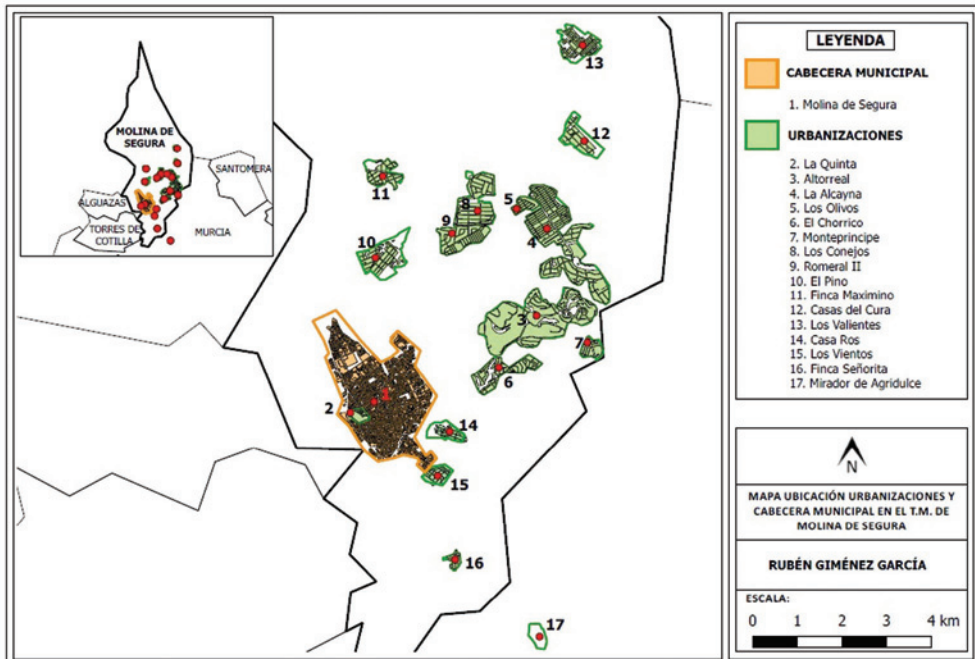 MOLINA DE
SEGURA
SANTOMERA
ALGUAZAS
TORRES DE
COTILLA
MURCIA
13
12
11
5
8
9
4
10
3
7
6
1
2
14
15
16
17
LEYENDA
CABECERA MUNICIPAL
1. Molina de Segura
URBANIZACIONES
2. La Quinta
3. Altorreal
4. La Alcayna
5. Los Olivos
6. El Chorrico
7. Monteprincipe
8. Los Conejos
9. Romeral II
10. El Pino
11. Finca Maximino
12. Casas del Cura
13. Los Valientes
14. Casa Ros
15. Los Vientos
16. Finca Señorita
17. Mirador de Agridulce
N
MAPA UBICACIÓN URBANIZACIONES Y
CABECERA MUNICIPAL EN EL T.M. DE
MOLINA DE SEGURA
RUBÉN GIMÉNEZ GARCÍA
ESCALA:
0 1 2 3 4 km